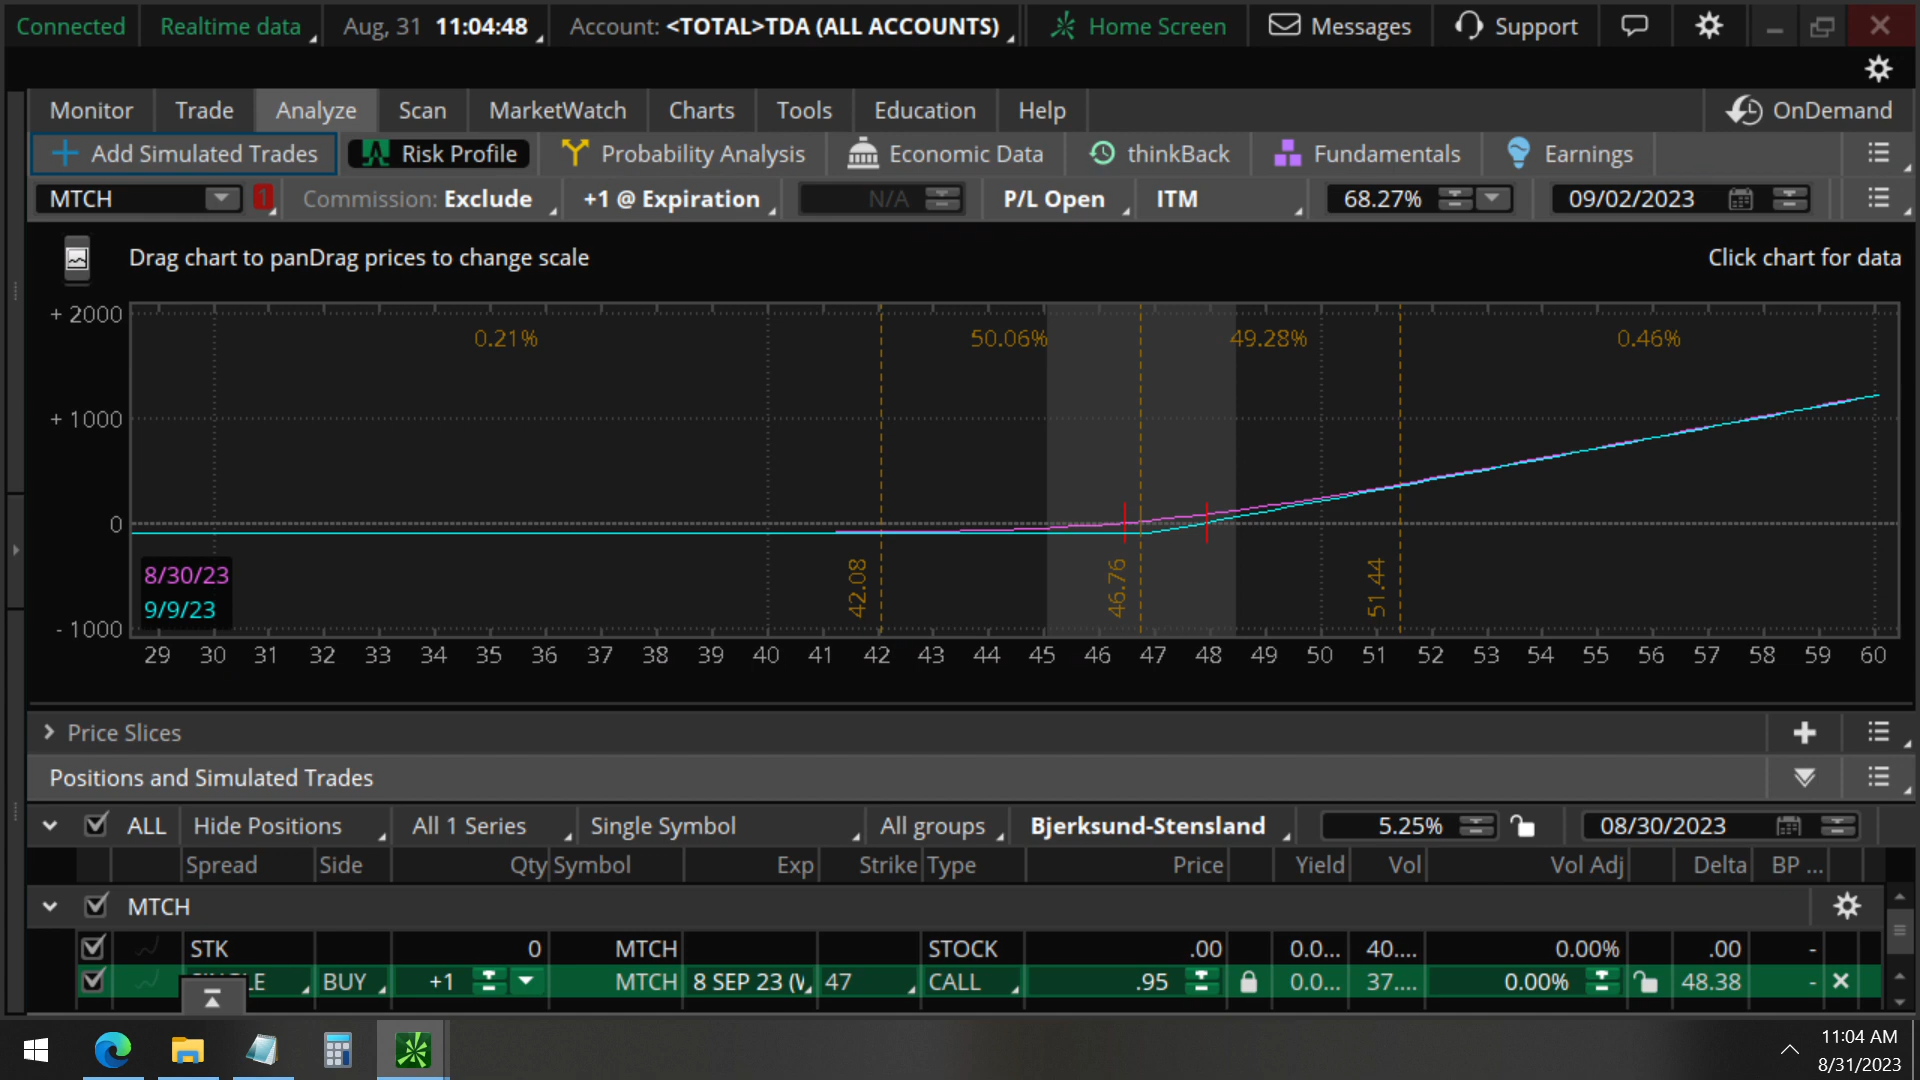 Connected Realtime data Aug, 31 11:04:48 Account: <TOTAL>TDA (ALL ACCOUNTS) Home Screen Messages Support
Monitor Trade Analyze Scan MarketWatch Charts Tools Education Help OnDemand
Add Simulated Trades Risk Profile Probability Analysis Economic Data thinkBack Fundamentals Earnings
MTCH 1 Commission: Exclude +1 @ Expiration N/A P/L Open ITM 68.27% 09/02/2023
Drag chart to panDrag prices to change scale Click chart for data
+ 2000
0.21% 50.06% 49.28% 0.46%
+ 1000
0
42.08 46.76 51.44
8/30/23
9/9/23
- 1000
29 30 31 32 33 34 35 36 37 38 39 40 41 42 43 44 45 46 47 48 49 50 51 52 53 54 55 56 57 58 59 60
Price Slices
Positions and Simulated Trades
ALL Hide Positions All 1 Series Single Symbol All groups Bjerksund-Stensland 5.25% 08/30/2023
Spread Side Qty Symbol Exp Strike Type Price Yield Vol Vol Adj Delta BP ...
MTCH
STK 0 MTCH STOCK .00 0.0... 40.... 0.00% .00 -
BUY +1 MTCH 8 SEP 23 (W 47 CALL .95 0.0... 37.... 0.00% 48.38 -
11:04 AM
8/31/2023